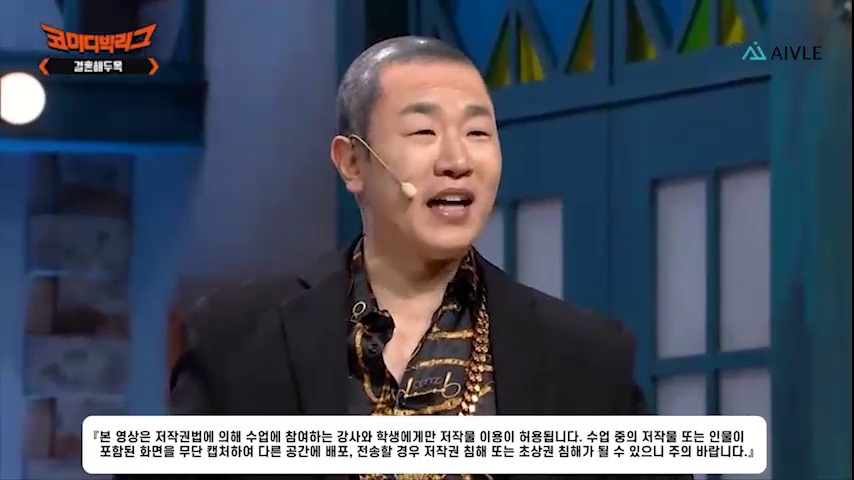 코미디빅리그
결혼해두목
AIVLE
『본 영상은 저작권법에 의해 수업에 참여하는 강사와 학생에게만 저작물 이용이 허용됩니다. 수업 중의 저작물 또는 인물이
포함된 화면을 무단 캡처하여 다른 공간에 배포, 전송할 경우 저작권 침해 또는 초상권 침해가 될 수 있으니 주의 바랍니다.』